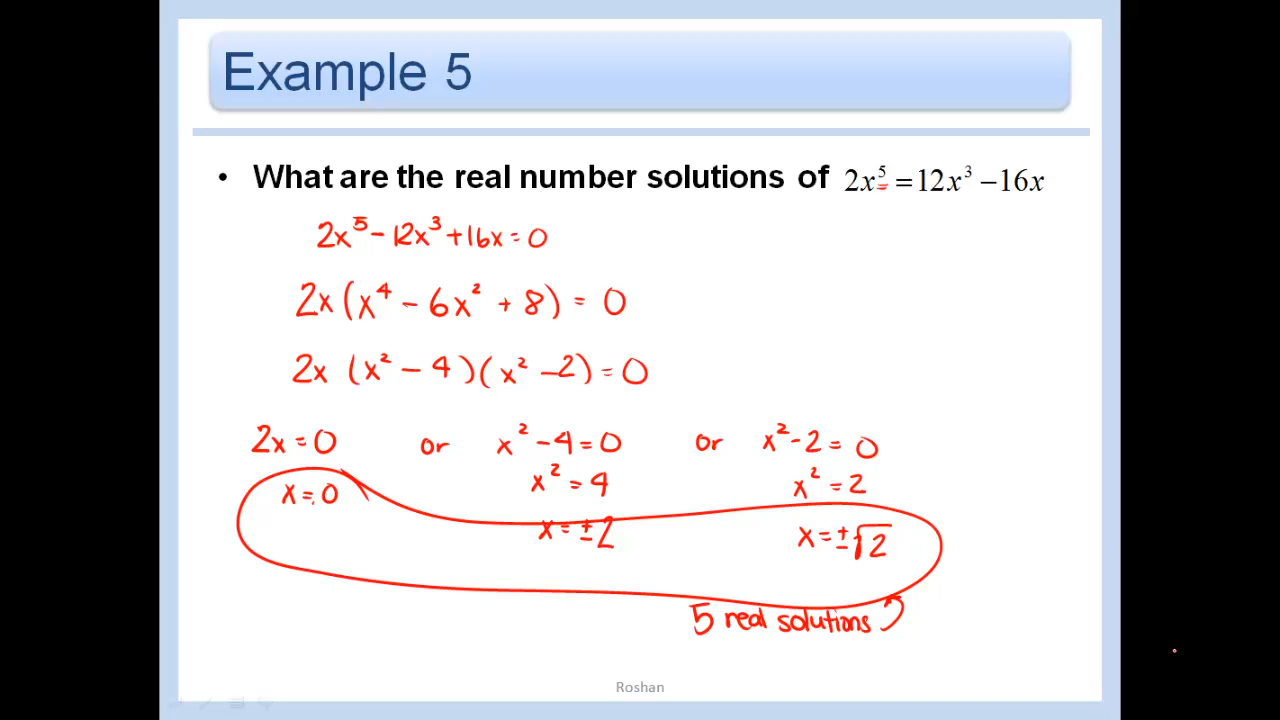 Example 5
• What are the real number solutions of 2x⁵ = 12x³ − 16x
2x⁵ − 12x³ + 16x = 0
2x(x⁴ − 6x² + 8) = 0
2x (x² − 4)(x² − 2) = 0
2x = 0 or x² − 4 = 0 or x² − 2 = 0
x² = 4 x² = 2
x = 0
x = ±2 x = ±√2
5 real solutions
Roshan